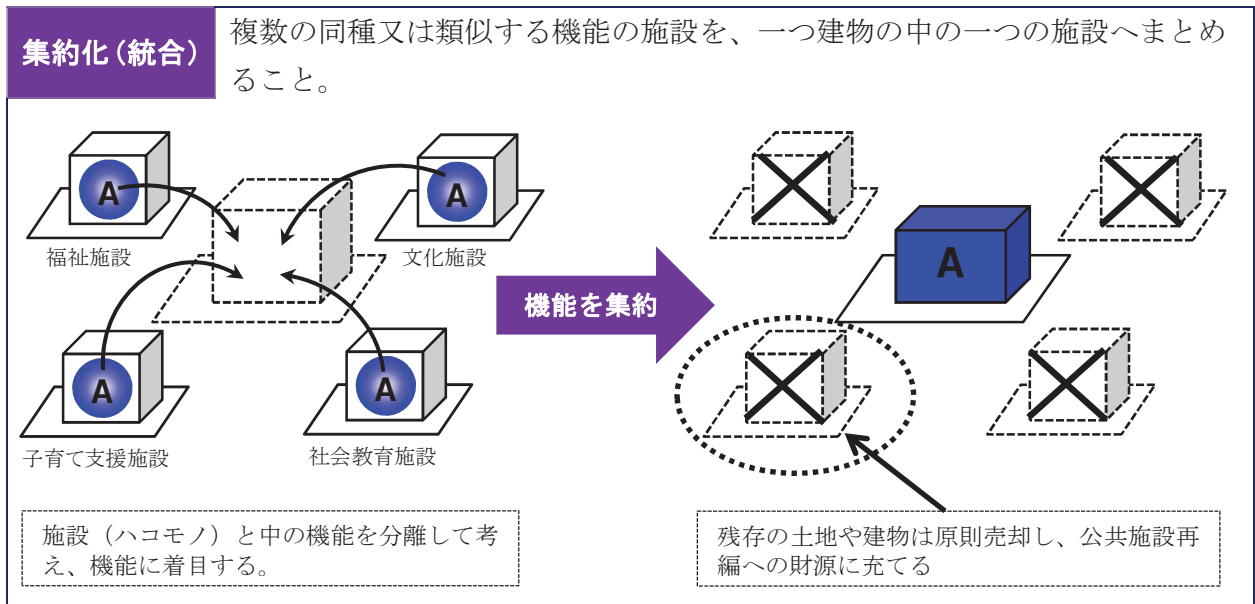 集約化（統合）
複数の同種又は類似する機能の施設を、一つ建物の中の一つの施設へまとめ
ること。
A
A
福祉施設
文化施設
A
A
子育て支援施設
社会教育施設
機能を集約
A
施設（ハコモノ）と中の機能を分離して考
え、機能に着目する。
残存の土地や建物は原則売却し、公共施設再
編への財源に充てる